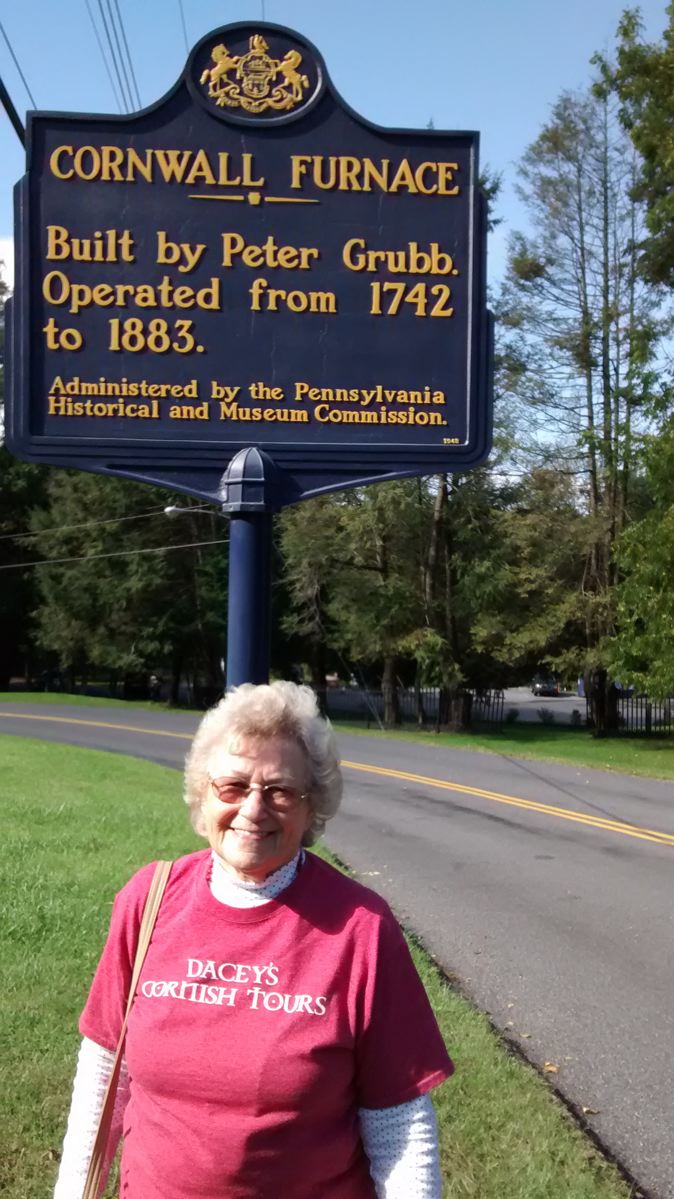 CORNWALL FURNACE
Built by Peter Grubb.
Operated from 1742
to 1883.
Administered by the Pennsylvania
Historical and Museum Commission.
1948
DACEY'S
CORNISH TOURS